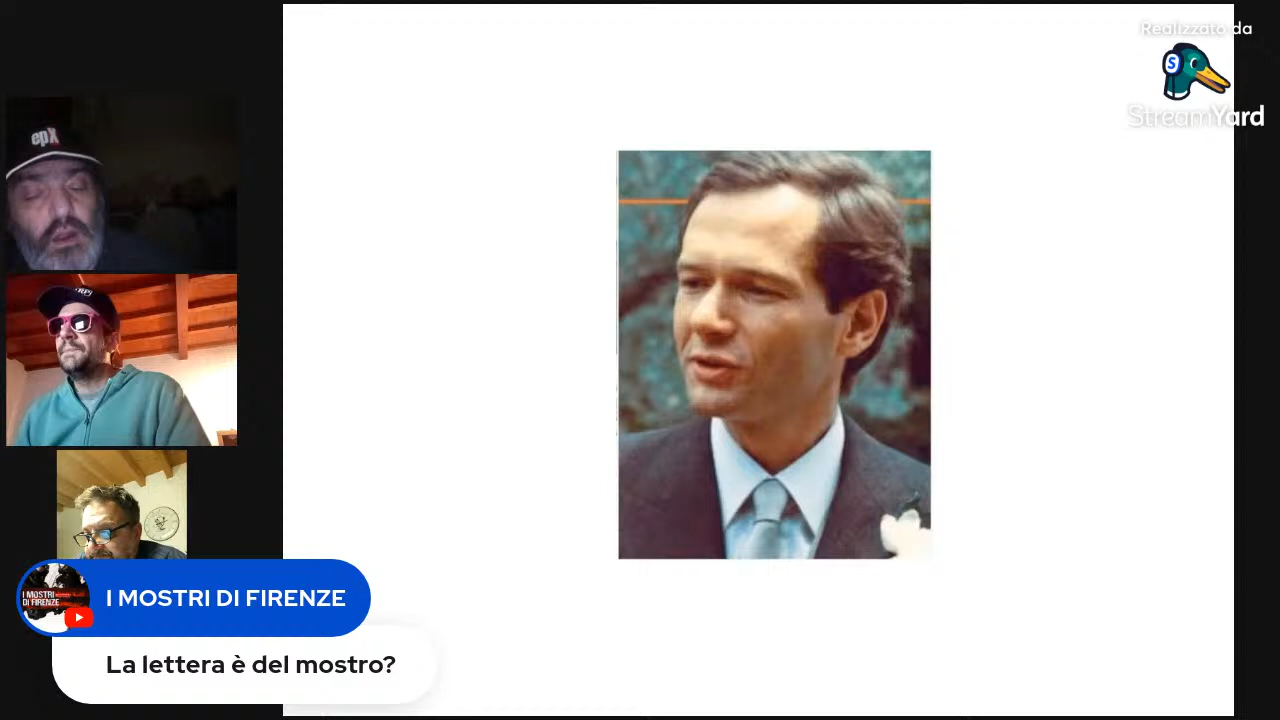 Realizzato da
StreamYard
epX
S
I MOSTRI DI FIRENZE
I MOSTRI
DI FIRENZE
La lettera è del mostro?